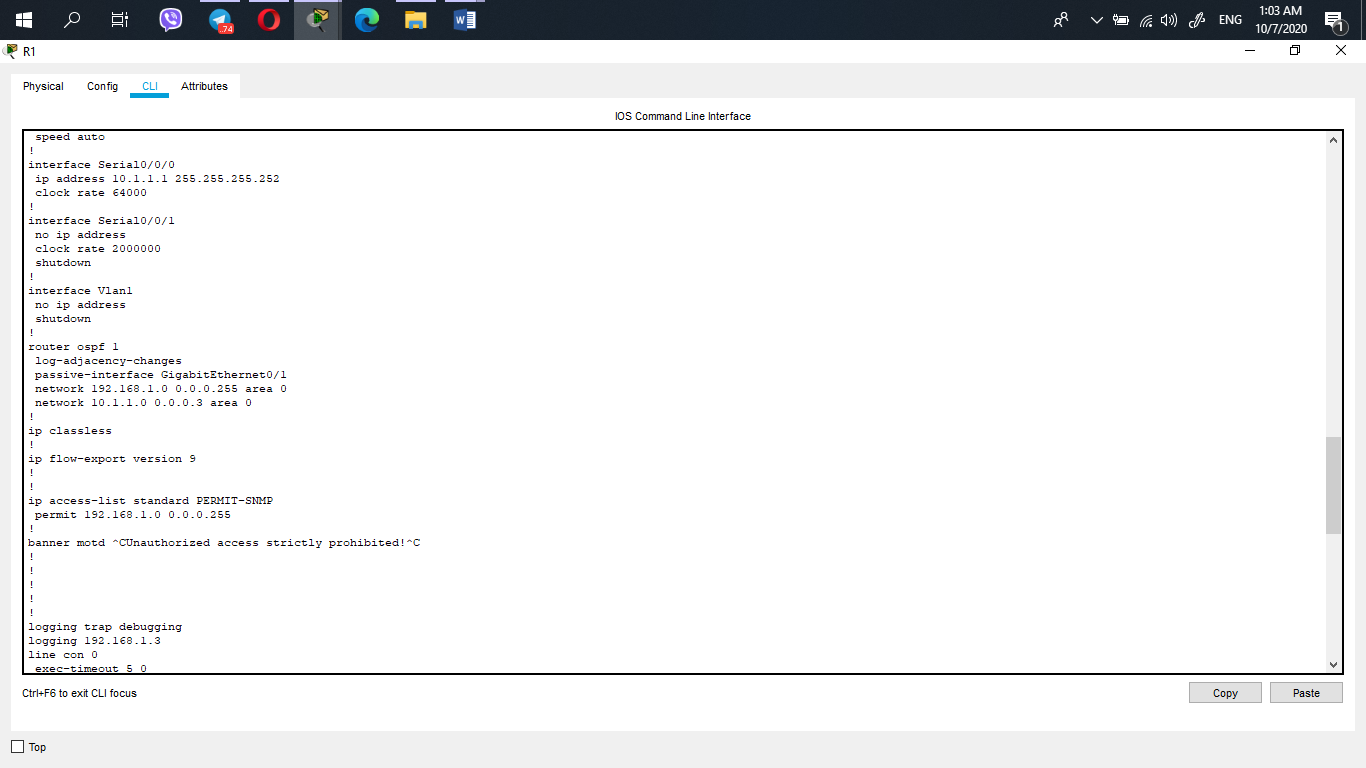 74
ENG
1:03 AM
10/7/2020
1
R1
Physical
Config
CLI
Attributes
IOS Command Line Interface
speed auto
!
interface Serial0/0/0
ip address 10.1.1.1 255.255.255.252
clock rate 64000
!
interface Serial0/0/1
no ip address
clock rate 2000000
shutdown
!
interface Vlan1
no ip address
shutdown
!
router ospf 1
log-adjacency-changes
passive-interface GigabitEthernet0/1
network 192.168.1.0 0.0.0.255 area 0
network 10.1.1.0 0.0.0.3 area 0
!
ip classless
!
ip flow-export version 9
!
!
ip access-list standard PERMIT-SNMP
permit 192.168.1.0 0.0.0.255
!
banner motd ^CUnauthorized access strictly prohibited!^C
!
!
!
!
!
logging trap debugging
logging 192.168.1.3
line con 0
exec-timeout 5 0
Ctrl+F6 to exit CLI focus
Copy
Paste
Top